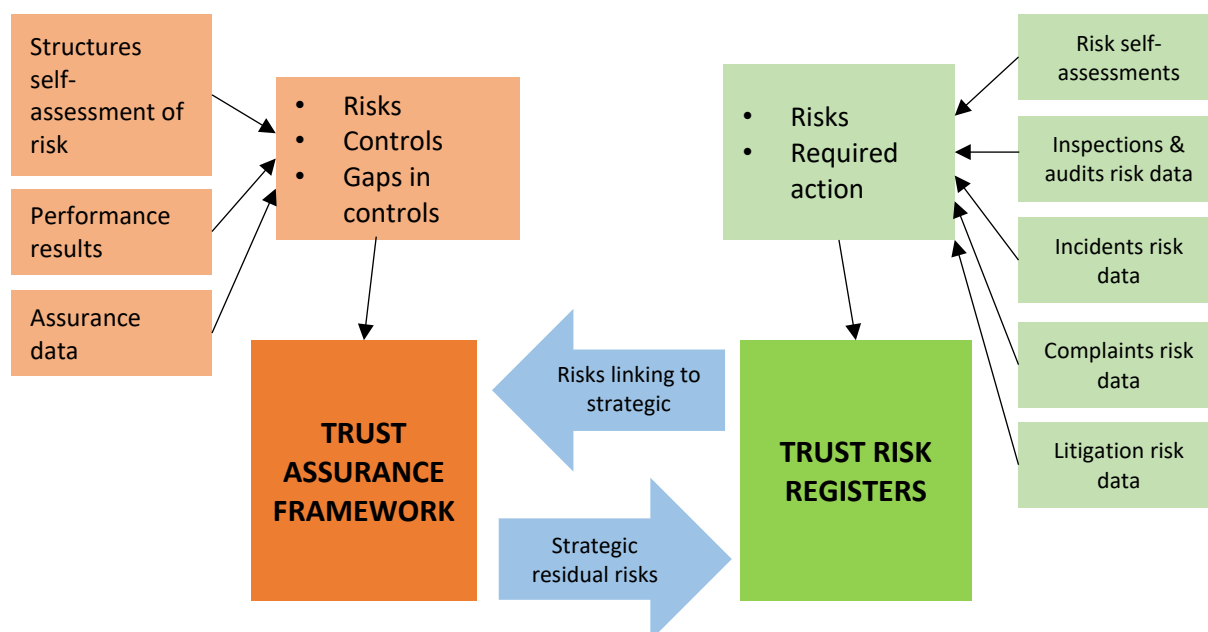 Structures
self-
assessment of
risk
Performance
results
Assurance
data
• Risks
• Controls
• Gaps in
controls
TRUST
ASSURANCE
FRAMEWORK
Risks linking to
strategic
Strategic
residual risks
• Risks
• Required
action
TRUST RISK
REGISTERS
Risk self-
assessments
Inspections &
audits risk data
Incidents risk
data
Complaints risk
data
Litigation risk
data